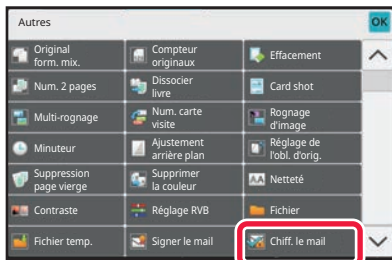 Autres
OK
Original
form. mix.
Compteur
originaux
Effacement
Num. 2 pages
Dissocier
livre
Card shot
Multi-rognage
Num. carte
visite
Rognage
d'image
Minuteur
Ajustement
arrière plan
Réglage de
l'obl. d'orig.
Suppression
page vierge
Supprimer
la couleur
AA Netteté
Contraste
Réglage RVB
Fichier
Fichier temp.
Signer le mail
Chiff. le mail